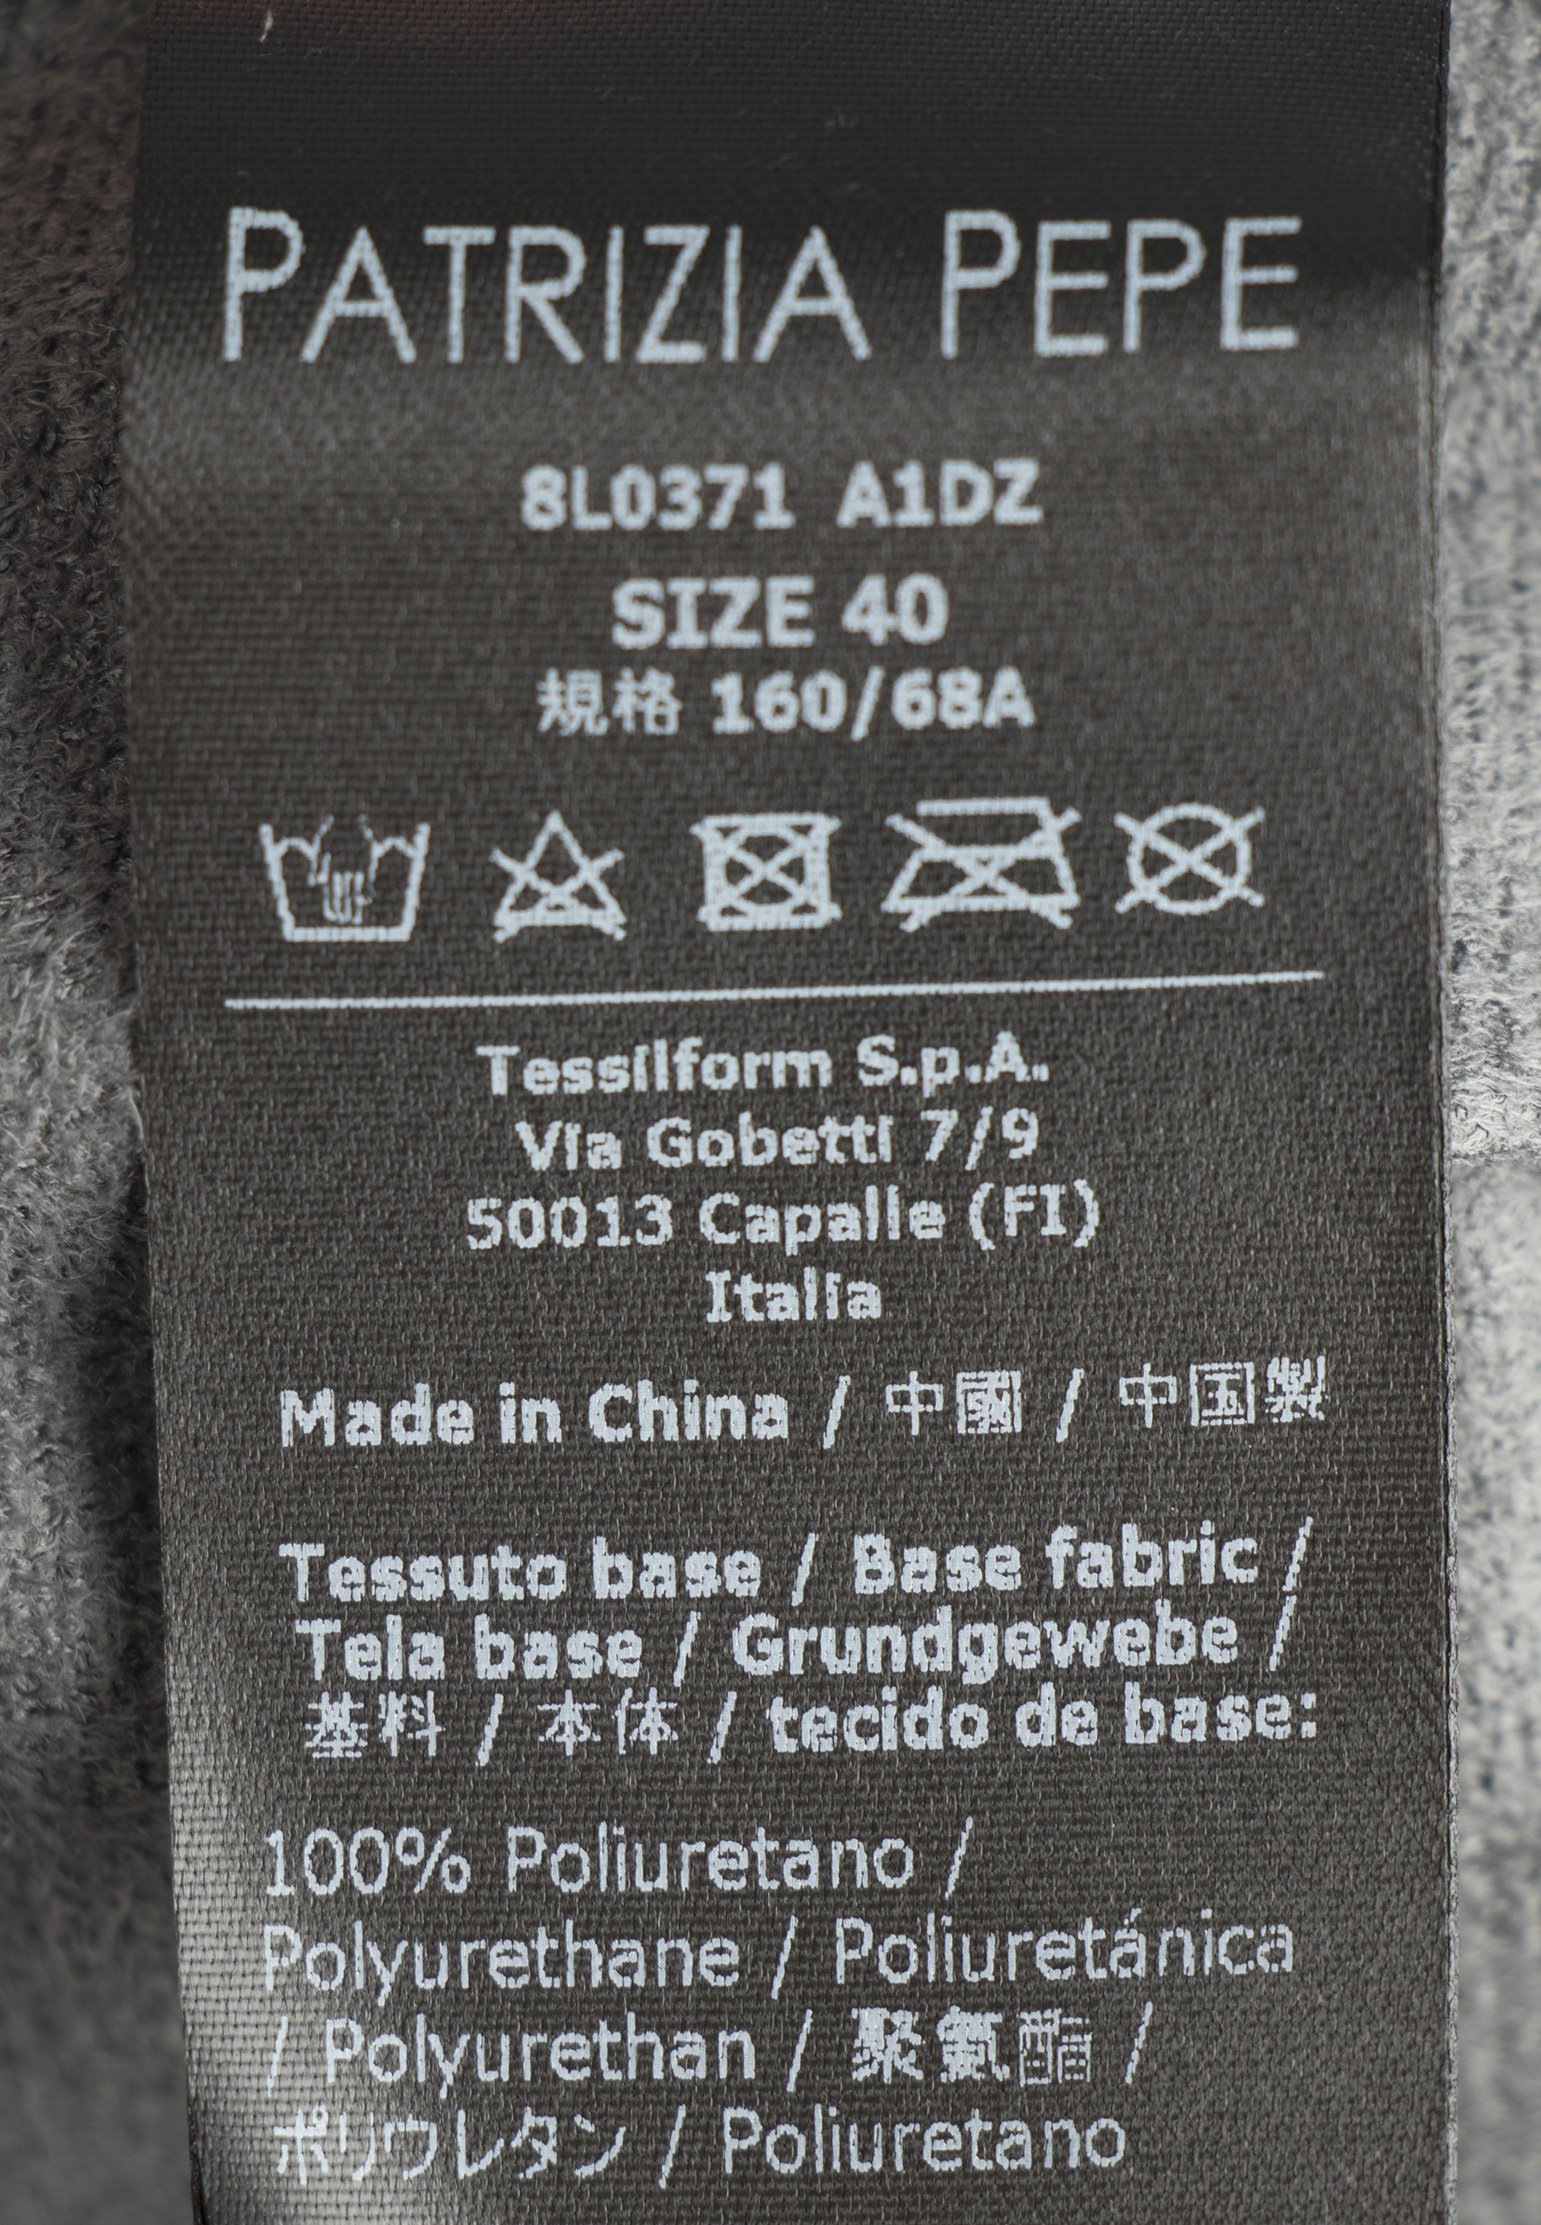 PATRIZIA PEPE
8L0371 A1DZ
SIZE 40
規格 160/68A
Tessilform S.p.A.
Via Gobetti 7/9
50013 Capalle (FI)
Italia
Made in China / 中國 / 中国製
Tessuto base / Base fabric /
Tela base / Grundgewebe /
基料 / 本体 / tecido de base:
100% Poliuretano /
Polyurethane / Poliuretánica
/ Polyurethan / 聚氨酯 /
ポリウレタン / Poliuretano